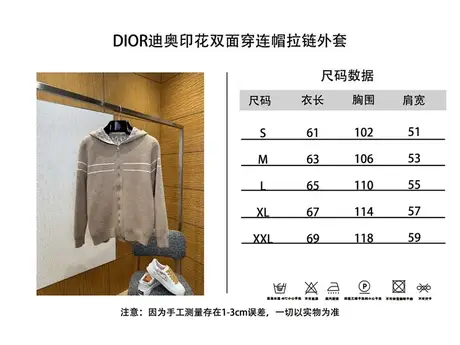 DIOR迪奥印花双面穿连帽拉链外套
尺码数据
尺码 衣长 胸围 肩宽
S 61 102 51
M 63 106 53
L 65 110 55
XL 67 114 57
XXL 69 118 59
注意：因为手工测量存在1-3cm误差，一切以实物为准